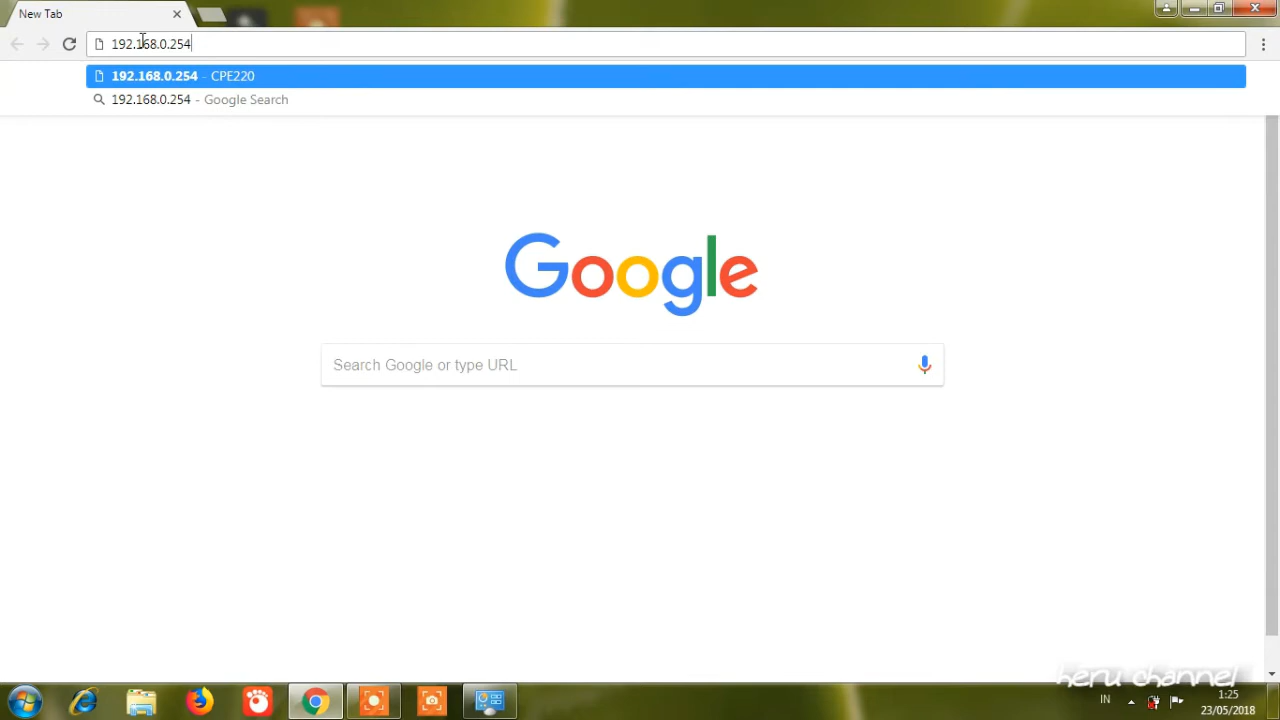 New Tab
192.168.0.254
192.168.0.254 - CPE220
192.168.0.254 - Google Search
Google
Search Google or type URL
heru channel
IN
1:25
23/05/2018